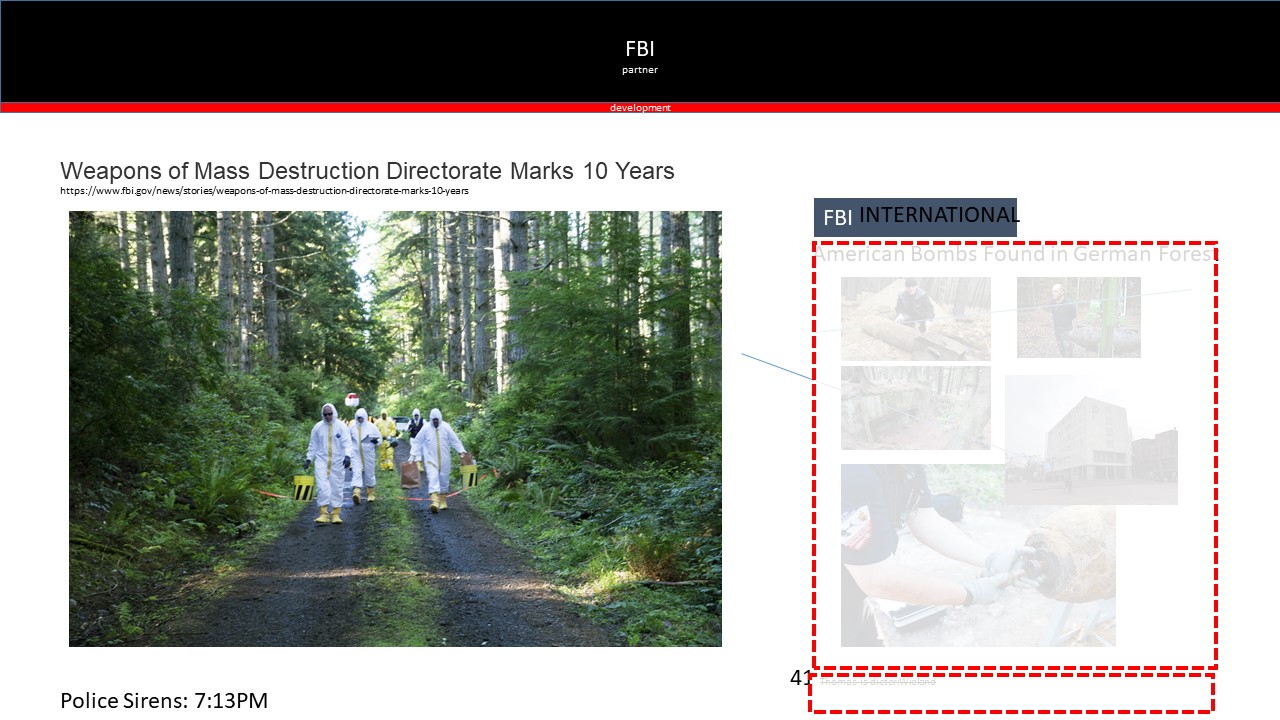 FBI
partner
development
Weapons of Mass Destruction Directorate Marks 10 Years
https://www.fbi.gov/news/stories/weapons-of-mass-destruction-directorate-marks-10-years
FBI INTERNATIONAL
American Bombs Found in German Forest
41
Police Sirens: 7:13PM